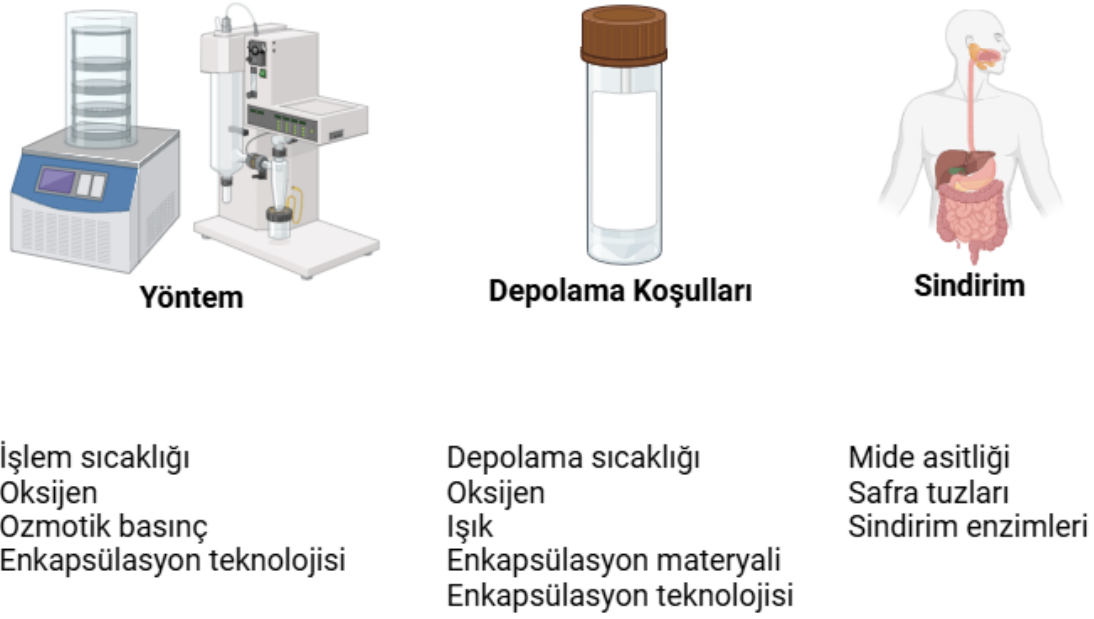 Yöntem
Depolama Koşulları
Sindirim
İşlem sıcaklığı
Oksijen
Ozmotik basınç
Enkapsülasyon teknolojisi
Depolama sıcaklığı
Oksijen
Işık
Enkapsülasyon materyali
Enkapsülasyon teknolojisi
Mide asitliği
Safra tuzları
Sindirim enzimleri